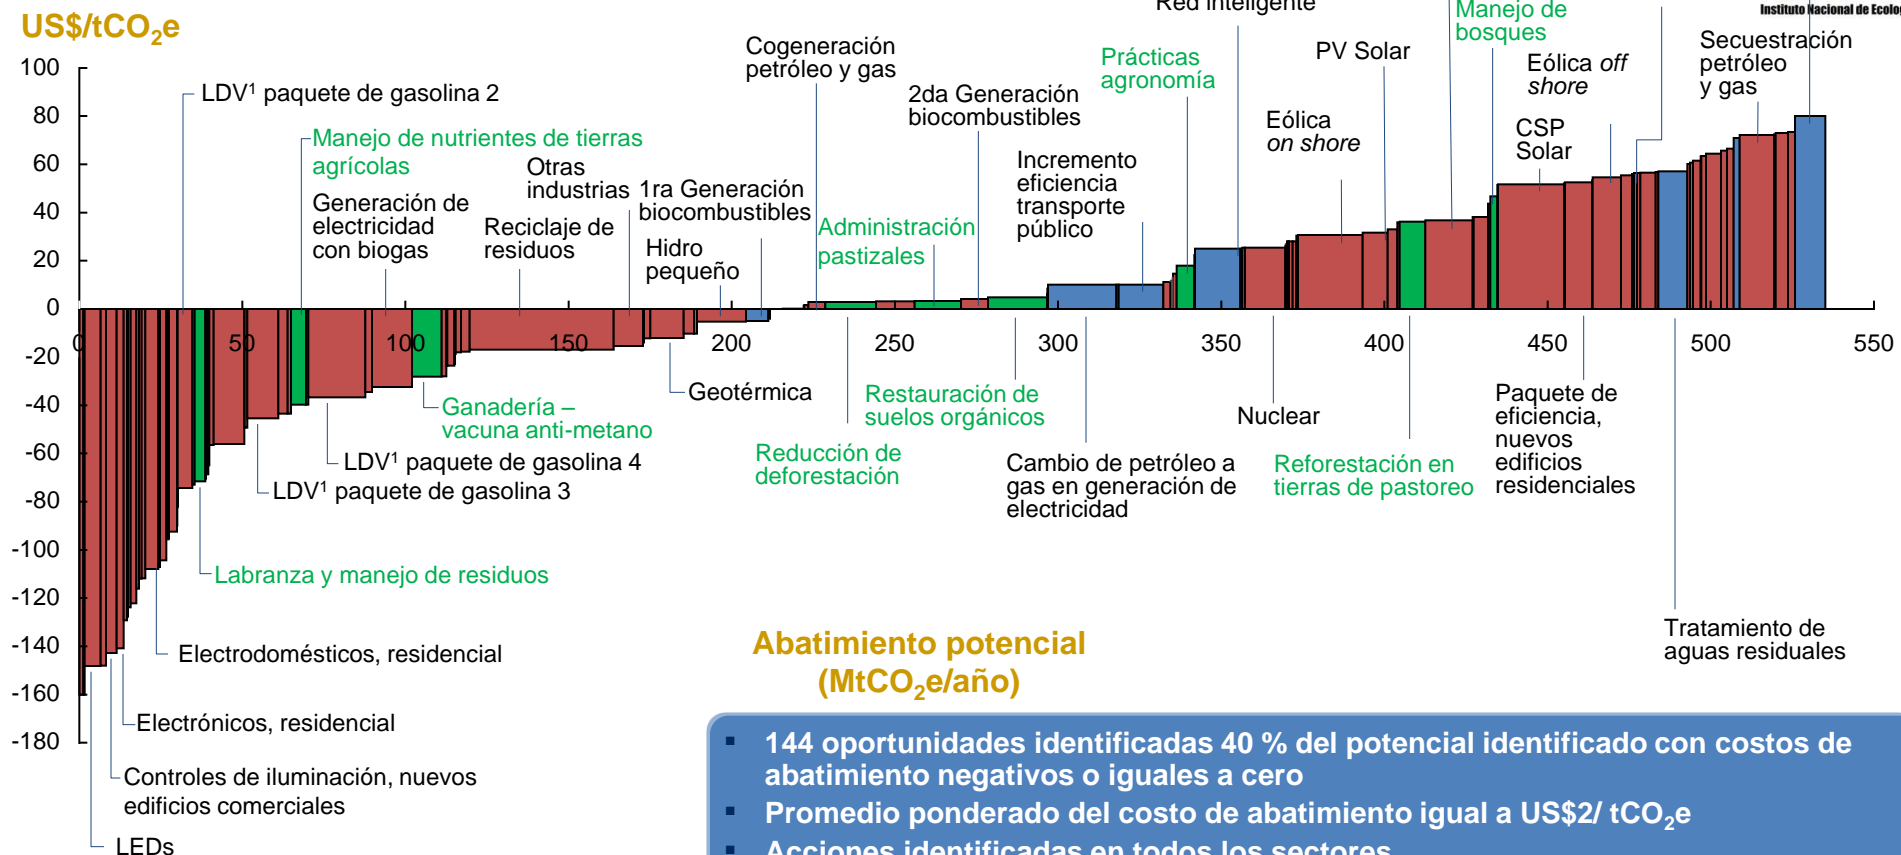 Red inteligente
Instituto Nacional de Ecolog
US$/tCO₂e
Manejo de
bosques
Cogeneración
petróleo y gas
Prácticas
agronomía
PV Solar
Eólica off
shore
Secuestración
petróleo
y gas
LDV¹ paquete de gasolina 2
2da Generación
biocombustibles
Manejo de nutrientes de tierras
agrícolas
Eólica
on shore
CSP
Solar
Otras
industrias
Incremento
eficiencia
transporte
público
1ra Generación
biocombustibles
Generación de
electricidad
con biogas
Reciclaje de
residuos
Hidro
pequeño
Administración
pastizales
100
80
60
40
20
0
-20
-40
-60
-80
-100
-120
-140
-160
-180
0 50 100 150 200 250 300 350 400 450 500 550
Geotérmica
Ganadería –
vacuna anti-metano
Restauración de
suelos orgánicos
Nuclear
Paquete de
eficiencia,
nuevos
edificios
residenciales
LDV¹ paquete de gasolina 4
LDV¹ paquete de gasolina 3
Reducción de
deforestación
Cambio de petróleo a
gas en generación de
electricidad
Reforestación en
tierras de pastoreo
Labranza y manejo de residuos
Electrodomésticos, residencial
Tratamiento de
aguas residuales
Abatimiento potencial
(MtCO₂e/año)
Electrónicos, residencial
Controles de iluminación, nuevos
edificios comerciales
LEDs
▪ 144 oportunidades identificadas 40 % del potencial identificado con costos de
abatimiento negativos o iguales a cero
▪ Promedio ponderado del costo de abatimiento igual a US$2/ tCO₂e
▪ Acciones identificadas en todos los sectores